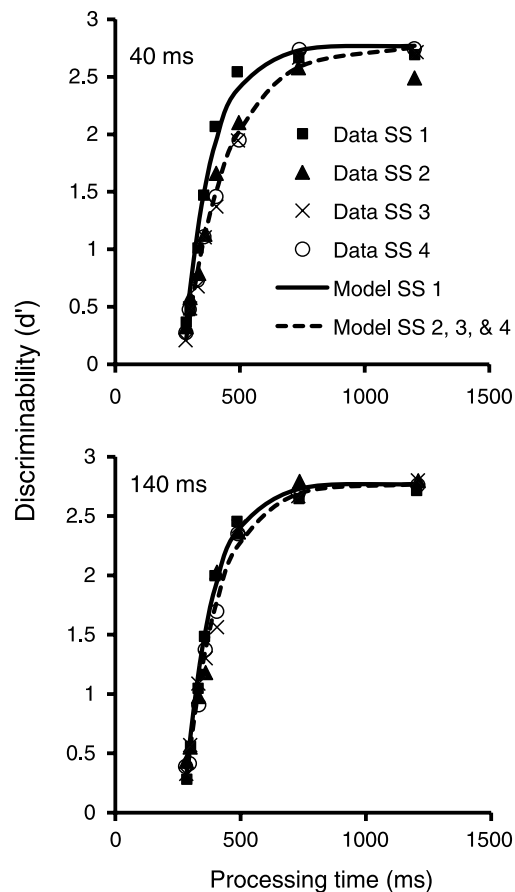 3
40 ms
2.5
Data SS 1
2
Data SS 2
Data SS 3
1.5
Data SS 4
1
Model SS 1
0.5
Model SS 2, 3, & 4
0
0
500
1000
1500
Discriminability (d')
3
140 ms
2.5
2
1.5
1
0.5
0
0
500
1000
1500
Processing time (ms)